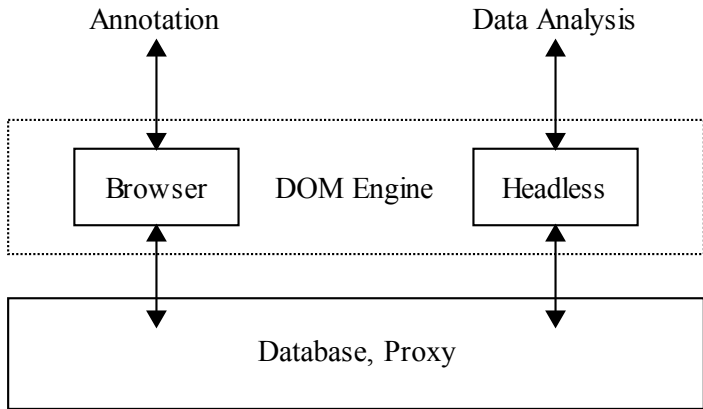 Annotation Data Analysis
Browser DOM Engine Headless
Database, Proxy